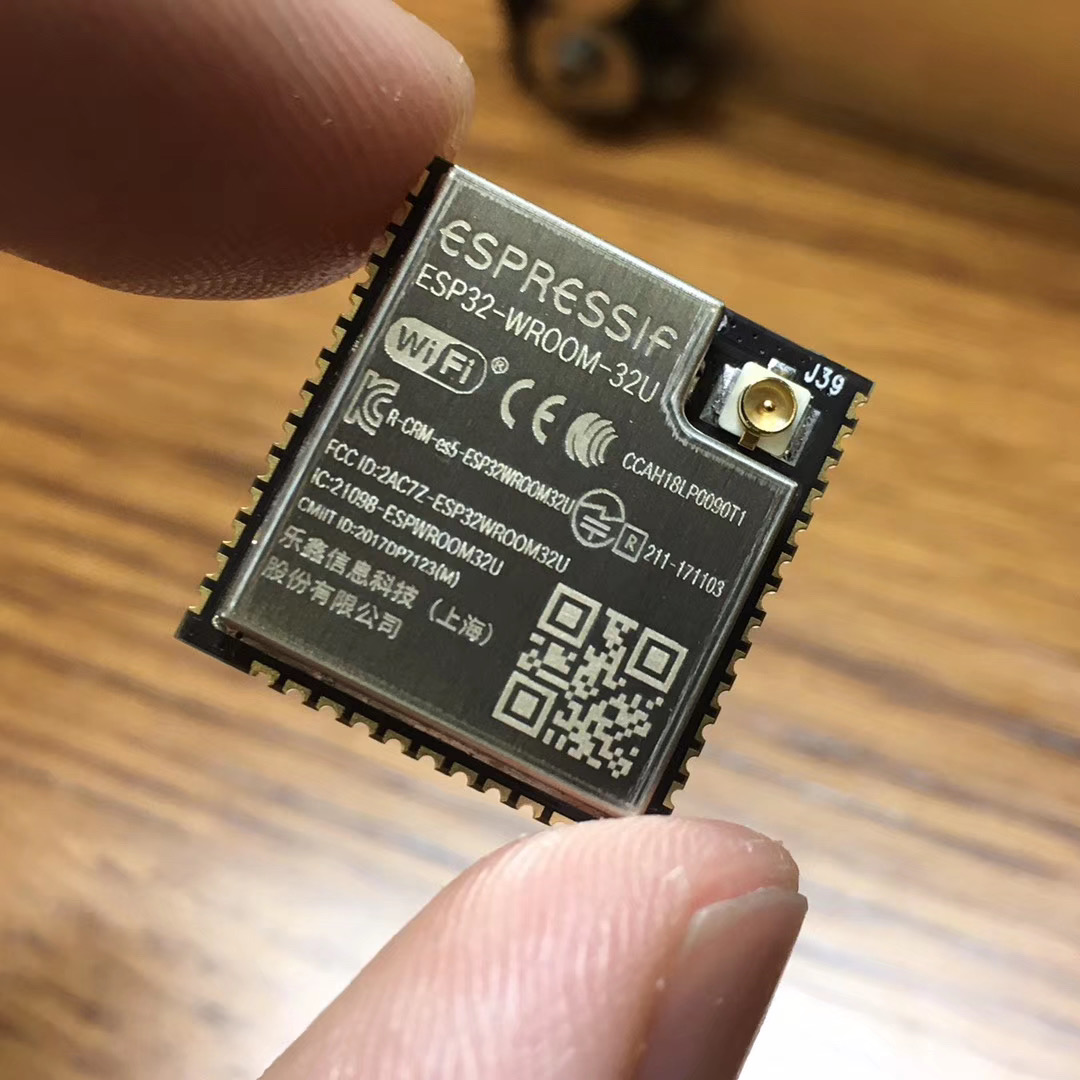 ESPRESSIF
ESP32-WROOM-32U
J39
WiFi®
CE
CCAH18LP0090T1
R-CRM-es5-ESP32WROOM32U
R 211-171103
FCC ID:2AC7Z-ESP32WROOM32U
IC:21098-ESPWROOM32U
CMIIT ID:2017DP7123(M)
乐鑫信息科技（上海）
股份有限公司